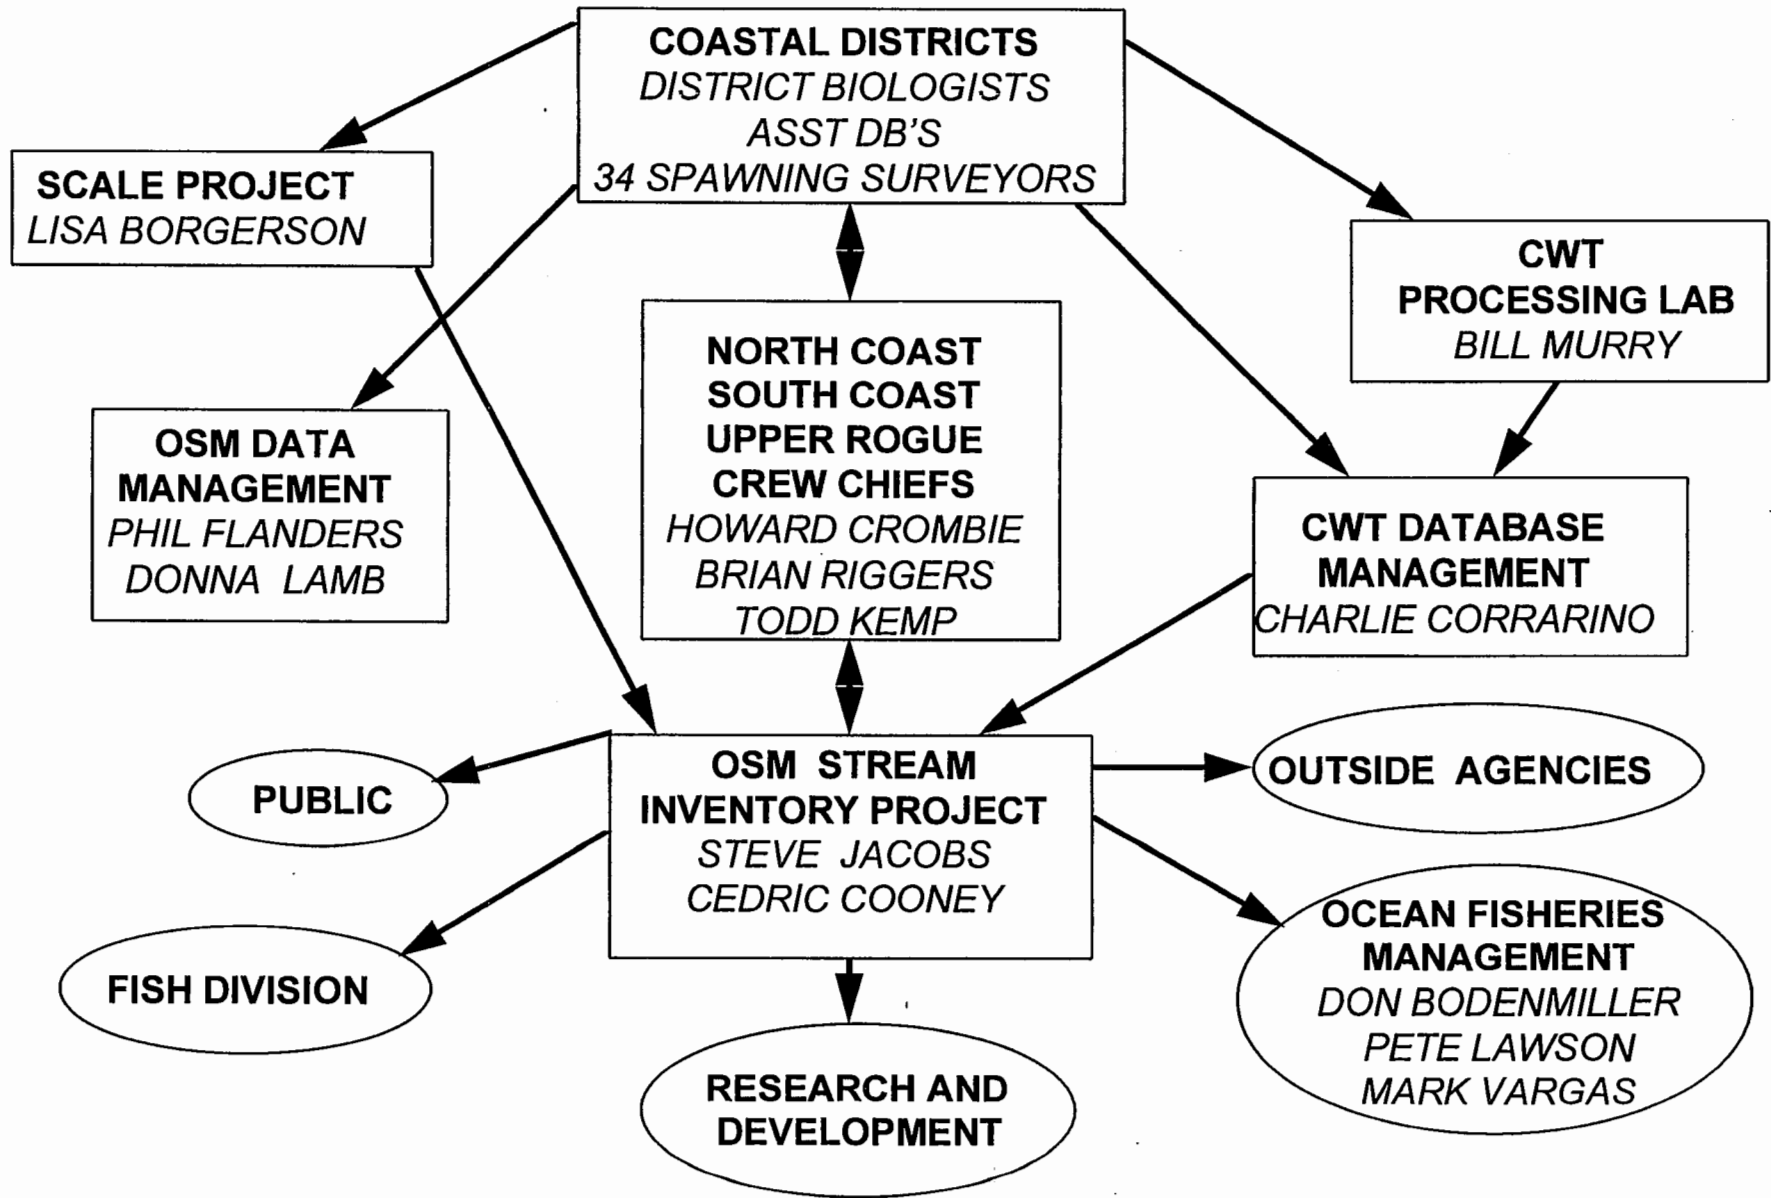 COASTAL DISTRICTS
DISTRICT BIOLOGISTS
ASST DB'S
34 SPAWNING SURVEYORS
SCALE PROJECT
LISA BORGERSON
CWT
PROCESSING LAB
BILL MURRY
NORTH COAST
SOUTH COAST
UPPER ROGUE
CREW CHIEFS
HOWARD CROMBIE
BRIAN RIGGERS
TODD KEMP
OSM DATA
MANAGEMENT
PHIL FLANDERS
DONNA LAMB
CWT DATABASE
MANAGEMENT
CHARLIE CORRARINO
OSM STREAM
INVENTORY PROJECT
STEVE JACOBS
CEDRIC COONEY
PUBLIC
OUTSIDE AGENCIES
FISH DIVISION
OCEAN FISHERIES
MANAGEMENT
DON BODENMILLER
PETE LAWSON
MARK VARGAS
RESEARCH AND
DEVELOPMENT